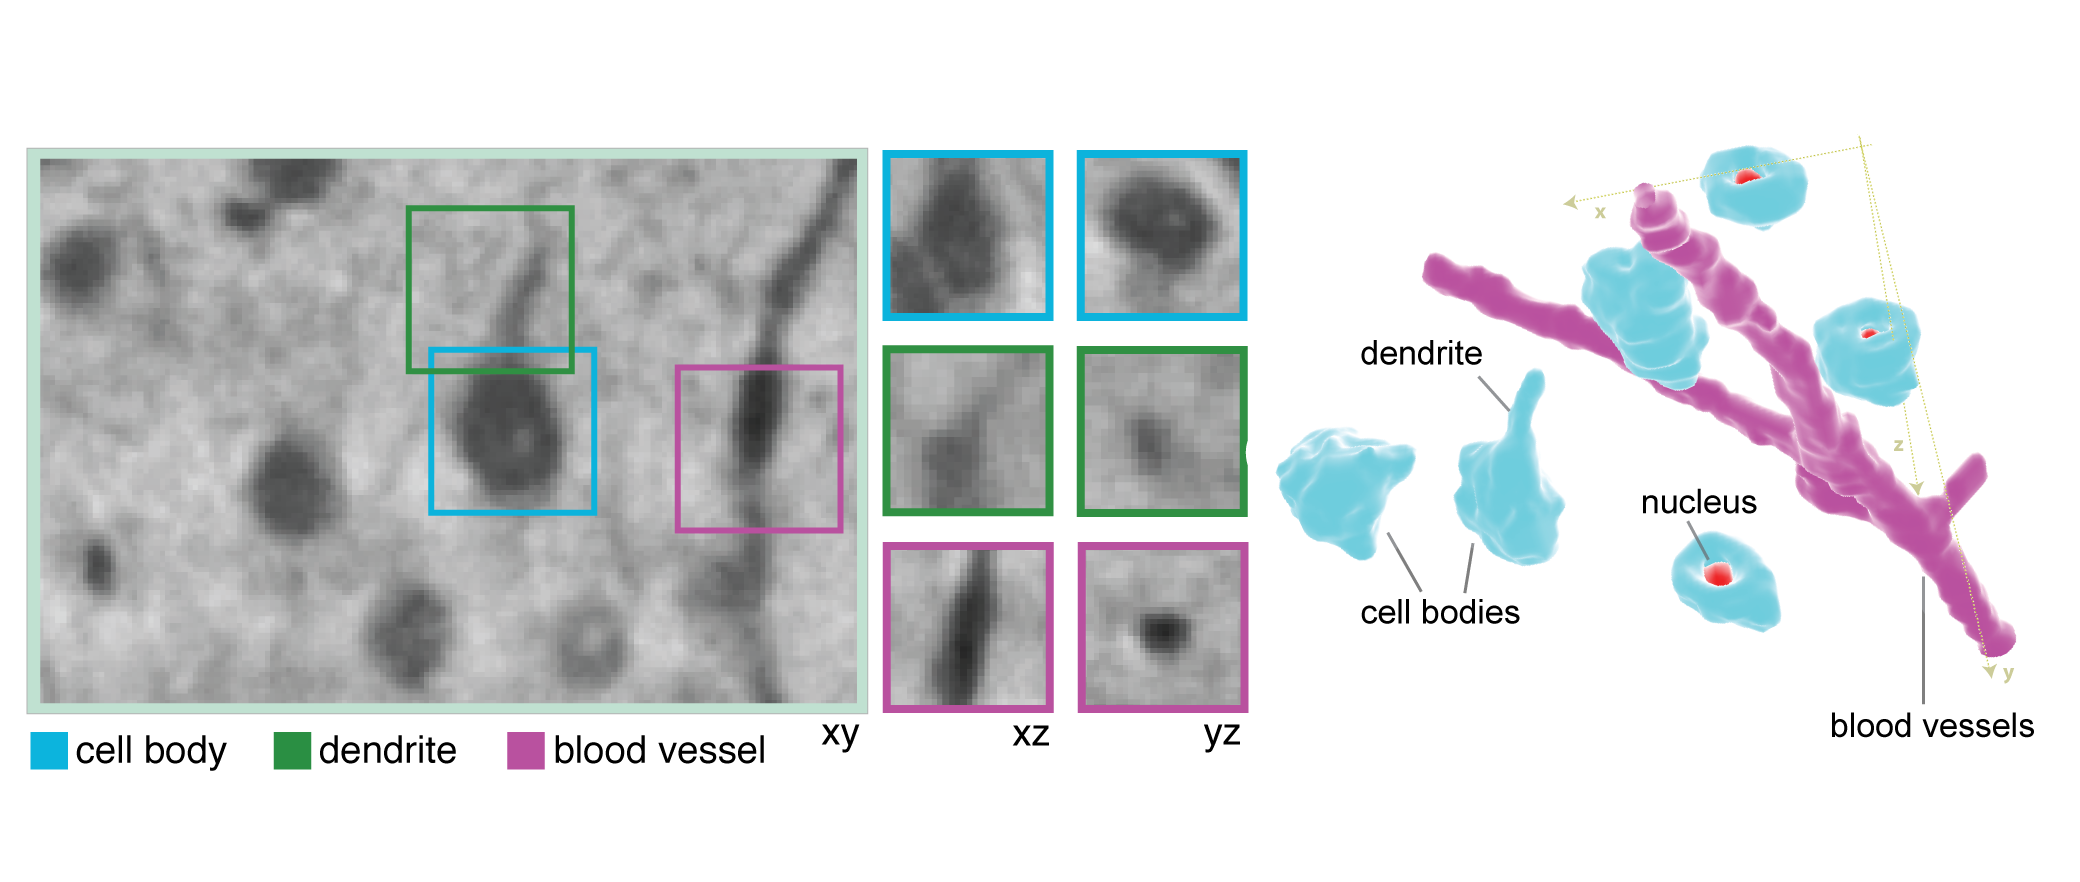 cell body
dendrite
blood vessel
xy
xz
yz
x
dendrite
z
nucleus
cell bodies
y
blood vessels